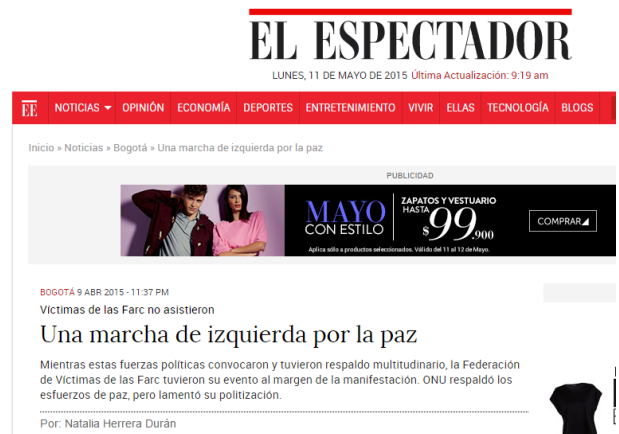 EL ESPECTADOR
LUNES, 11 DE MAYO DE 2015 Última Actualización: 9:19 am
EE NOTICIAS OPINIÓN ECONOMÍA DEPORTES ENTRETENIMIENTO VIVIR ELLAS TECNOLOGÍA BLOGS
Inicio » Noticias » Bogotá » Una marcha de izquierda por la paz
PUBLICIDAD
MAYO
CON ESTILO
ZAPATOS Y VESTUARIO
HASTA
$99.900
COMPRAR
Aplica sólo a productos seleccionados. Válido del 11 al 12 de Mayo.
BOGOTÁ 9 ABR 2015 - 11:37 PM
Víctimas de las Farc no asistieron
Una marcha de izquierda por la paz
Mientras estas fuerzas políticas convocaron y tuvieron respaldo multitudinario, la Federación
de Víctimas de las Farc tuvieron su evento al margen de la manifestación. ONU respaldó los
esfuerzos de paz, pero lamentó su politización.
Por: Natalia Herrera Durán